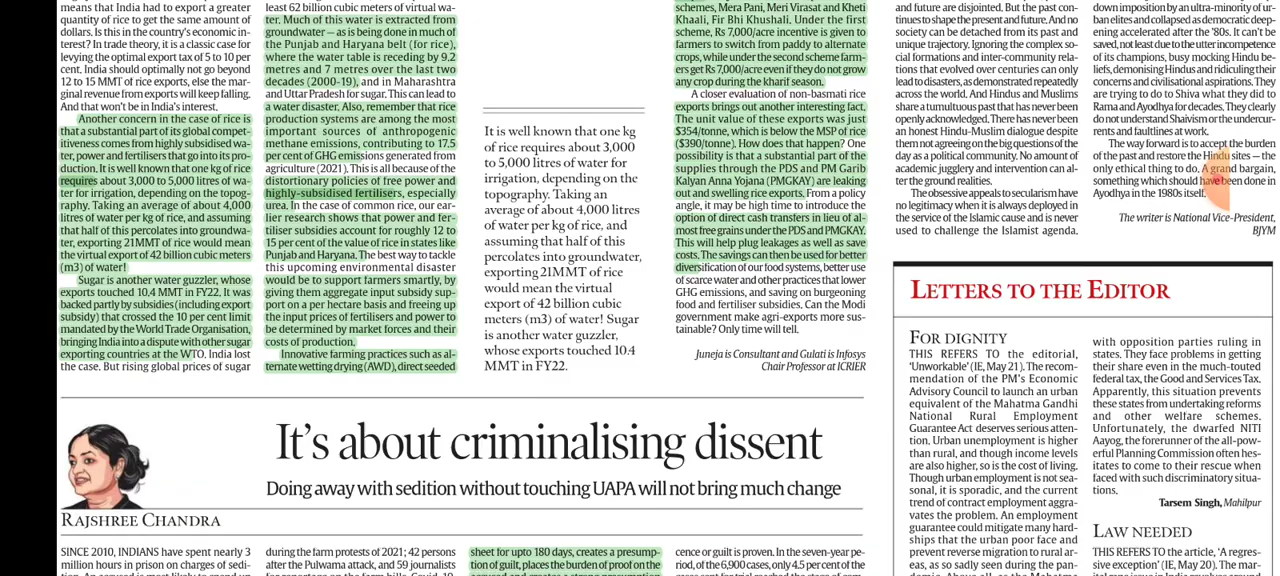 means that India had to export a greater
quantity of rice to get the same amount of
dollars. Is this in the country's economic in-
terest? In trade theory, it is a classic case for
levying the optimal export tax of 5 to 10 per
cent. India should optimally not go beyond
12 to 15 MMT of rice exports, else the mar-
ginal revenue from exports will keep falling.
And that won't be in India's interest.
Another concern in the case of rice is
that a substantial part of its global compet-
itiveness comes from highly subsidised wa-
ter, power and fertilisers that go into its pro-
duction. It is well known that one kg of rice
requires about 3,000 to 5,000 litres of wa-
ter for irrigation, depending on the topog-
raphy. Taking an average of about 4,000
litres of water per kg of rice, and assuming
that half of this percolates into groundwa-
ter, exporting 21MMT of rice would mean
the virtual export of 42 billion cubic meters
(m3) of water!
Sugar is another water guzzler, whose
exports touched 10.4 MMT in FY22. It was
backed partly by subsidies (including export
subsidy) that crossed the 10 per cent limit
mandated by the World Trade Organisation,
bringing India into a dispute with other sugar
exporting countries at the WTO. India lost
the case. But rising global prices of sugar
least 62 billion cubic meters of virtual wa-
ter. Much of this water is extracted from
groundwater — as is being done in much of
the Punjab and Haryana belt (for rice),
where the water table is receding by 9.2
metres and 7 metres over the last two
decades (2000-19), and in Maharashtra
and Uttar Pradesh for sugar. This can lead to
a water disaster. Also, remember that rice
production systems are among the most
important sources of anthropogenic
methane emissions, contributing to 17.5
per cent of GHG emissions generated from
agriculture (2021). This is all because of the
distortionary policies of free power and
highly-subsidised fertilisers, especially
urea. In the case of common rice, our ear-
lier research shows that power and fer-
tiliser subsidies account for roughly 12 to
15 per cent of the value of rice in states like
Punjab and Haryana. The best way to tackle
this upcoming environmental disaster
would be to support farmers smartly, by
giving them aggregate input subsidy sup-
port on a per hectare basis and freeing up
the input prices of fertilisers and power to
be determined by market forces and their
costs of production.
Innovative farming practices such as al-
ternate wetting drying (AWD), direct seeded
It is well known that one kg
of rice requires about 3,000
to 5,000 litres of water for
irrigation, depending on the
topography. Taking an
average of about 4,000 litres
of water per kg of rice, and
assuming that half of this
percolates into groundwater,
exporting 21MMT of rice
would mean the virtual
export of 42 billion cubic
meters (m3) of water! Sugar
is another water guzzler,
whose exports touched 10.4
MMT in FY22.
schemes, Mera Pani, Meri Virasat and Kheti
Khaali, Fir Bhi Khushali. Under the first
scheme, Rs 7,000/acre incentive is given to
farmers to switch from paddy to alternate
crops, while under the second scheme farm-
ers get Rs 7,000/acre even if they do not grow
any crop during the kharif season.
A closer evaluation of non-basmati rice
exports brings out another interesting fact.
The unit value of these exports was just
$354/tonne, which is below the MSP of rice
($390/tonne). How does that happen? One
possibility is that a substantial part of the
supplies through the PDS and PM Garib
Kalyan Anna Yojana (PMGKAY) are leaking
out and swelling rice exports. From a policy
angle, it may be high time to introduce the
option of direct cash transfers in lieu of al-
most free grains under the PDS and PMGKAY.
This will help plug leakages as well as save
costs. The savings can then be used for better
diversification of our food systems, better use
of scarce water and other practices that lower
GHG emissions, and saving on burgeoning
food and fertiliser subsidies. Can the Modi
government make agri-exports more sus-
tainable? Only time will tell.
Juneja is Consultant and Gulati is Infosys
Chair Professor at ICRIER
and future are disjointed. But the past con-
tinues to shape the present and future. And no
society can be detached from its past and
unique trajectory. Ignoring the complex so-
cial formations and inter-community rela-
tions that evolved over centuries can only
lead to disasters, as demonstrated repeatedly
across the world. And Hindus and Muslims
share a tumultuous past that has never been
openly acknowledged. There has never been
an honest Hindu-Muslim dialogue despite
them not agreeing on the big questions of the
day as a political community. No amount of
academic jugglery and intervention can al-
ter the ground realities.
The obsessive appeals to secularism have
no legitimacy when it is always deployed in
the service of the Islamic cause and is never
used to challenge the Islamist agenda.
down imposition by an ultra-minority of ur-
ban elites and collapsed as democratic deep-
ening accelerated after the '80s. It can't be
saved, not least due to the utter incompetence
of its champions, busy mocking Hindu be-
liefs, demonising Hindus and ridiculing their
concerns and civilisational aspirations. They
are trying to do to Shiva what they did to
Rama and Ayodhya for decades. They clearly
do not understand Shaivism or the undercur-
rents and faultlines at work.
The way forward is to accept the burden
of the past and restore the Hindu sites — the
only ethical thing to do. A grand bargain,
something which should have been done in
Ayodhya in the 1980s itself.
The writer is National Vice-President,
BJYM
It's about criminalising dissent
Doing away with sedition without touching UAPA will not bring much change
RAJSHREE CHANDRA
SINCE 2010, INDIANS have spent nearly 3
million hours in prison on charges of sedi-
during the farm protests of 2021; 42 persons
after the Pulwama attack, and 59 journalists
sheet for upto 180 days, creates a presump-
tion of guilt, places the burden of proof on the
cence or guilt is proven. In the seven-year pe-
riod, of the 6,900 cases, only 4.5 per cent of the
LETTERS TO THE EDITOR
FOR DIGNITY
THIS REFERS TO the editorial,
'Unworkable' (IE, May 21). The recom-
mendation of the PM's Economic
Advisory Council to launch an urban
equivalent of the Mahatma Gandhi
National Rural Employment
Guarantee Act deserves serious atten-
tion. Urban unemployment is higher
than rural, and though income levels
are also higher, so is the cost of living.
Though urban employment is not sea-
sonal, it is sporadic, and the current
trend of contract employment aggra-
vates the problem. An employment
guarantee could mitigate many hard-
ships that the urban poor face and
prevent reverse migration to rural ar-
eas, as so sadly seen during the pan-
with opposition parties ruling in
states. They face problems in getting
their share even in the much-touted
federal tax, the Good and Services Tax.
Apparently, this situation prevents
these states from undertaking reforms
and other welfare schemes.
Unfortunately, the dwarfed NITI
Aayog, the forerunner of the all-pow-
erful Planning Commission often hes-
itates to come to their rescue when
faced with such discriminatory situa-
tions.
Tarsem Singh, Mahilpur
LAW NEEDED
THIS REFERS TO the article, 'A regres-
sive exception' (IE, May 21). The mar-